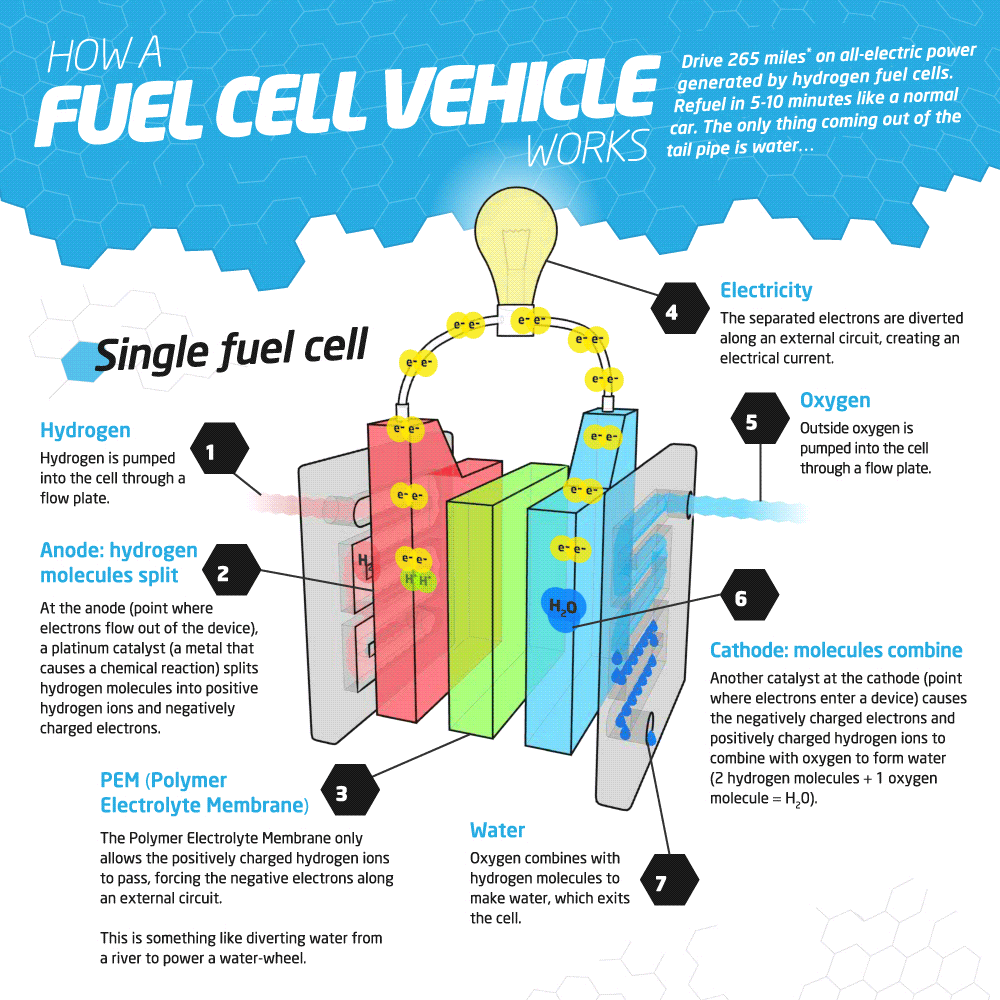 HOW A
FUEL CELL VEHICLE
WORKS
Drive 265 miles* on all-electric power
generated by hydrogen fuel cells.
Refuel in 5-10 minutes like a normal
car. The only thing coming out of the
tail pipe is water...
Single fuel cell
4
Electricity
The separated electrons are diverted
along an external circuit, creating an
electrical current.
e- e-
e- e-
e- e-
e- e-
e- e-
e- e-
e- e-
e- e-
e- e-
e- e-
e- e-
H+ H+
H2
H2O
1
Hydrogen
Hydrogen is pumped
into the cell through a
flow plate.
5
Oxygen
Outside oxygen is
pumped into the cell
through a flow plate.
2
Anode: hydrogen
molecules split
At the anode (point where
electrons flow out of the device),
a platinum catalyst (a metal that
causes a chemical reaction) splits
hydrogen molecules into positive
hydrogen ions and negatively
charged electrons.
6
Cathode: molecules combine
Another catalyst at the cathode (point
where electrons enter a device) causes
the negatively charged electrons and
positively charged hydrogen ions to
combine with oxygen to form water
(2 hydrogen molecules + 1 oxygen
molecule = H20).
3
PEM (Polymer
Electrolyte Membrane)
The Polymer Electrolyte Membrane only
allows the positively charged hydrogen ions
to pass, forcing the negative electrons along
an external circuit.
This is something like diverting water from
a river to power a water-wheel.
7
Water
Oxygen combines with
hydrogen molecules to
make water, which exits
the cell.